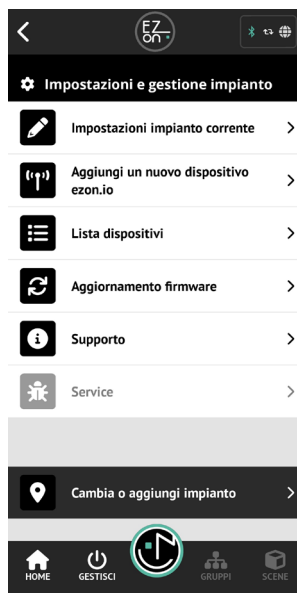 EZ
on
Impostazioni e gestione impianto
Impostazioni impianto corrente
Aggiungi un nuovo dispositivo
ezon.io
Lista dispositivi
Aggiornamento firmware
Supporto
Service
Cambia o aggiungi impianto
HOME GESTISCI GRUPPI SCENE